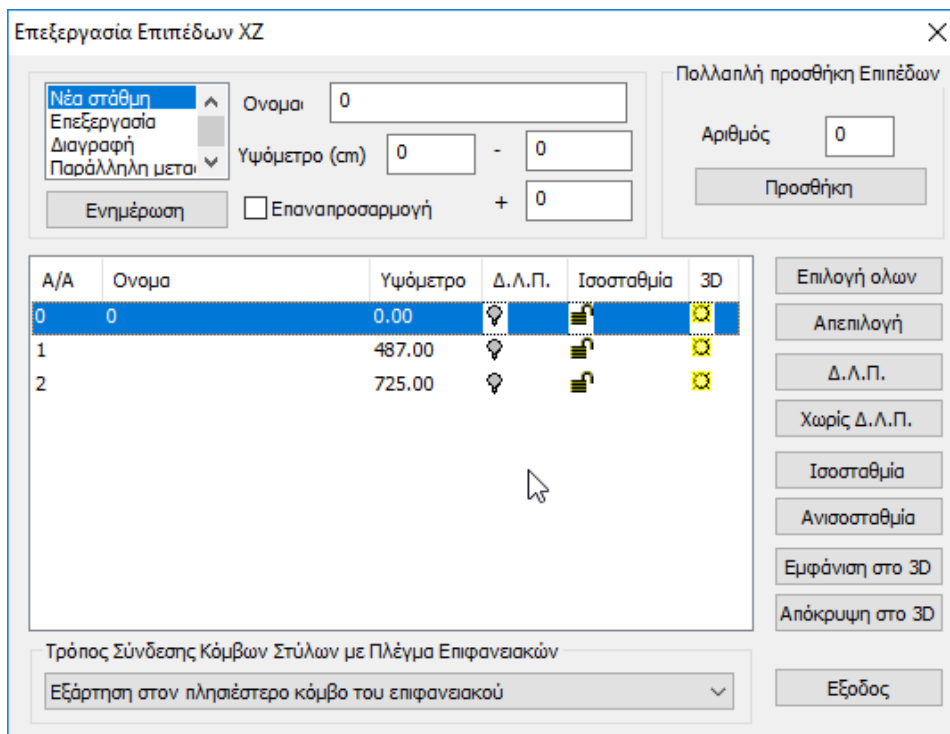 Επεξεργασία Επιπέδων XZ
Νέα στάθμη
Επεξεργασία
Διαγραφή
Παράλληλη μετα
Ενημέρωση
Ονομα
0
Υψόμετρο (cm)
0
-
0
Επαναπροσαρμογή
+
0
Πολλαπλή προσθήκη Επιπέδων
Αριθμός
0
Προσθήκη
Α/Α Ονομα Υψόμετρο Δ.Λ.Π. Ισοσταθμία 3D
0 0 0.00
1 487.00
2 725.00
Επιλογή ολων
Απεπιλογή
Δ.Λ.Π.
Χωρίς Δ.Λ.Π.
Ισοσταθμία
Ανισοσταθμία
Εμφάνιση στο 3D
Απόκρυψη στο 3D
Τρόπος Σύνδεσης Κόμβων Στύλων με Πλέγμα Επιφανειακών
Εξάρτηση στον πλησιέστερο κόμβο του επιφανειακού
Εξοδος